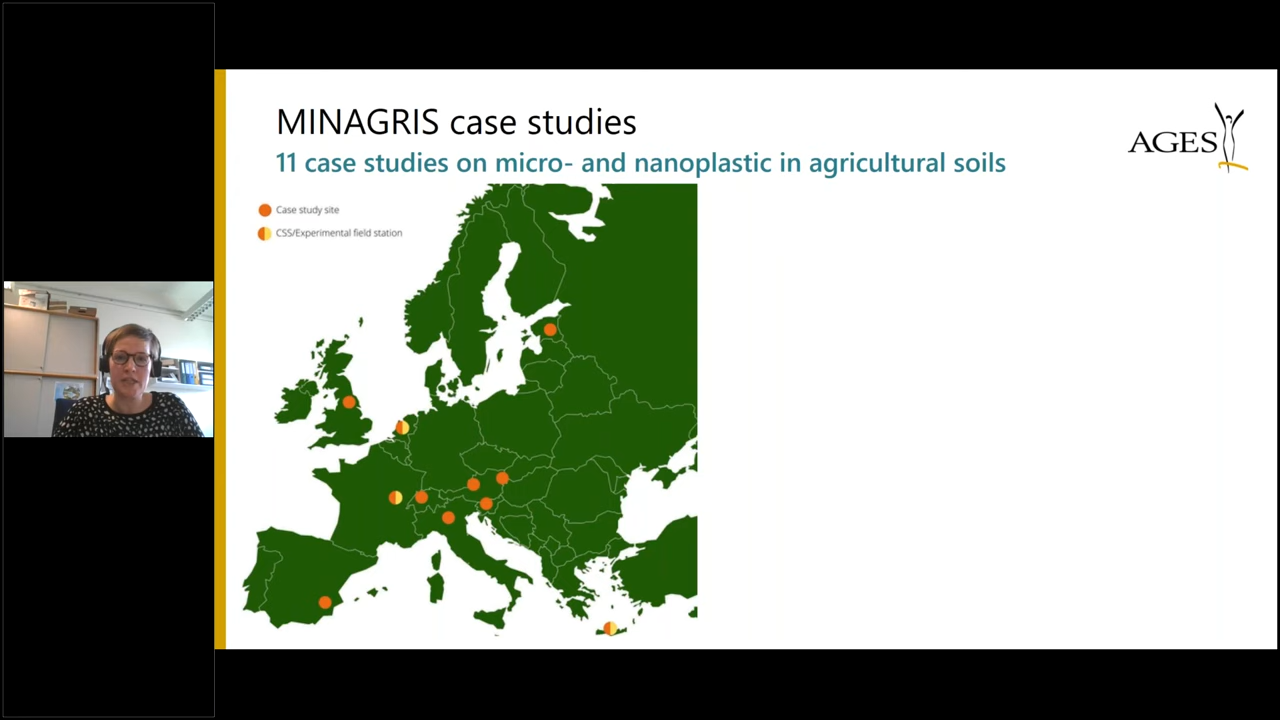 MINAGRIS case studies
11 case studies on micro- and nanoplastic in agricultural soils
AGES
Case study site
CSS/Experimental field station